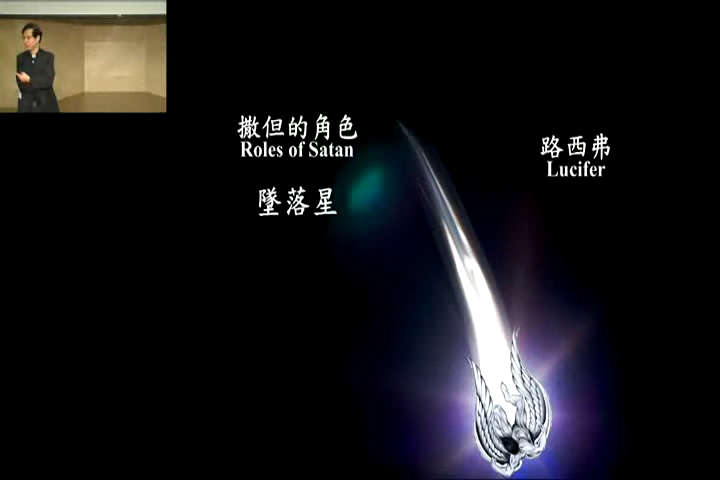 撒但的角色
Roles of Satan
墜落星
路西弗
Lucifer